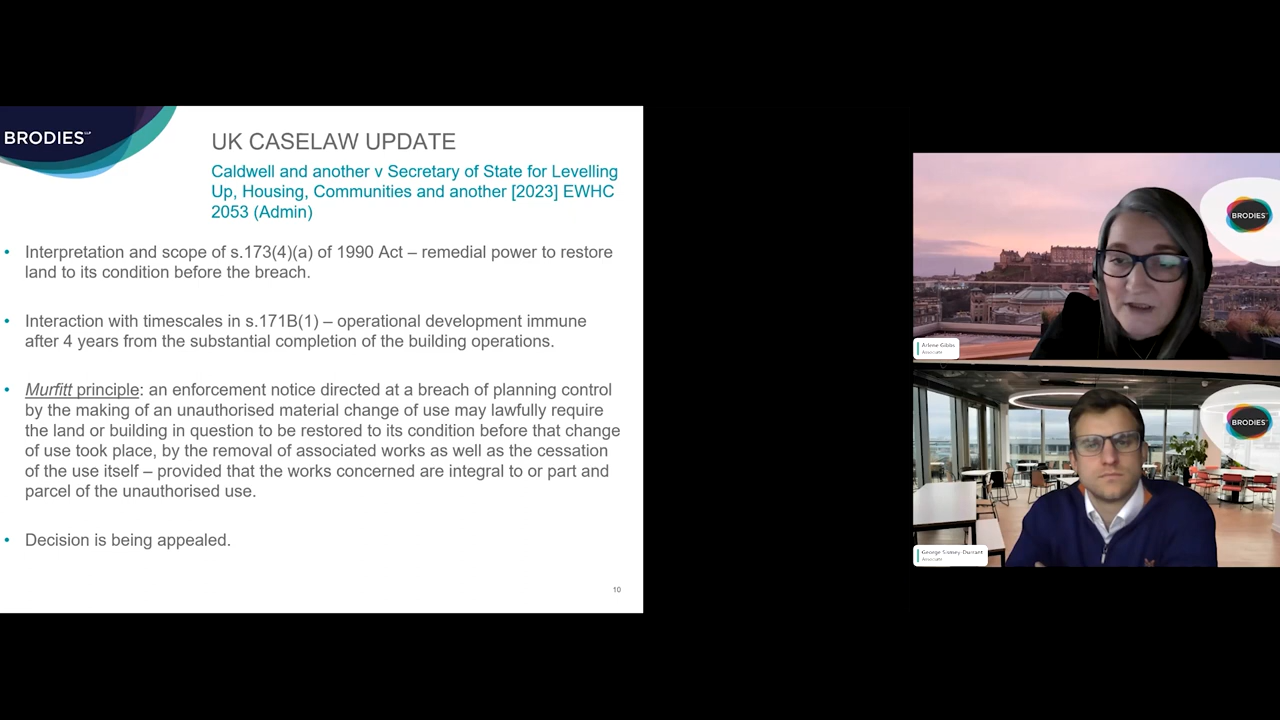 BRODIES LLP
UK CASELAW UPDATE
Caldwell and another v Secretary of State for Levelling
Up, Housing, Communities and another [2023] EWHC
2053 (Admin)
• Interpretation and scope of s.173(4)(a) of 1990 Act – remedial power to restore
land to its condition before the breach.
• Interaction with timescales in s.171B(1) – operational development immune
after 4 years from the substantial completion of the building operations.
• Murfitt principle: an enforcement notice directed at a breach of planning control
by the making of an unauthorised material change of use may lawfully require
the land or building in question to be restored to its condition before that change
of use took place, by the removal of associated works as well as the cessation
of the use itself – provided that the works concerned are integral to or part and
parcel of the unauthorised use.
• Decision is being appealed.
10
BRODIES
Arlene Gibbs
Associate
BRODIES
George
Associate